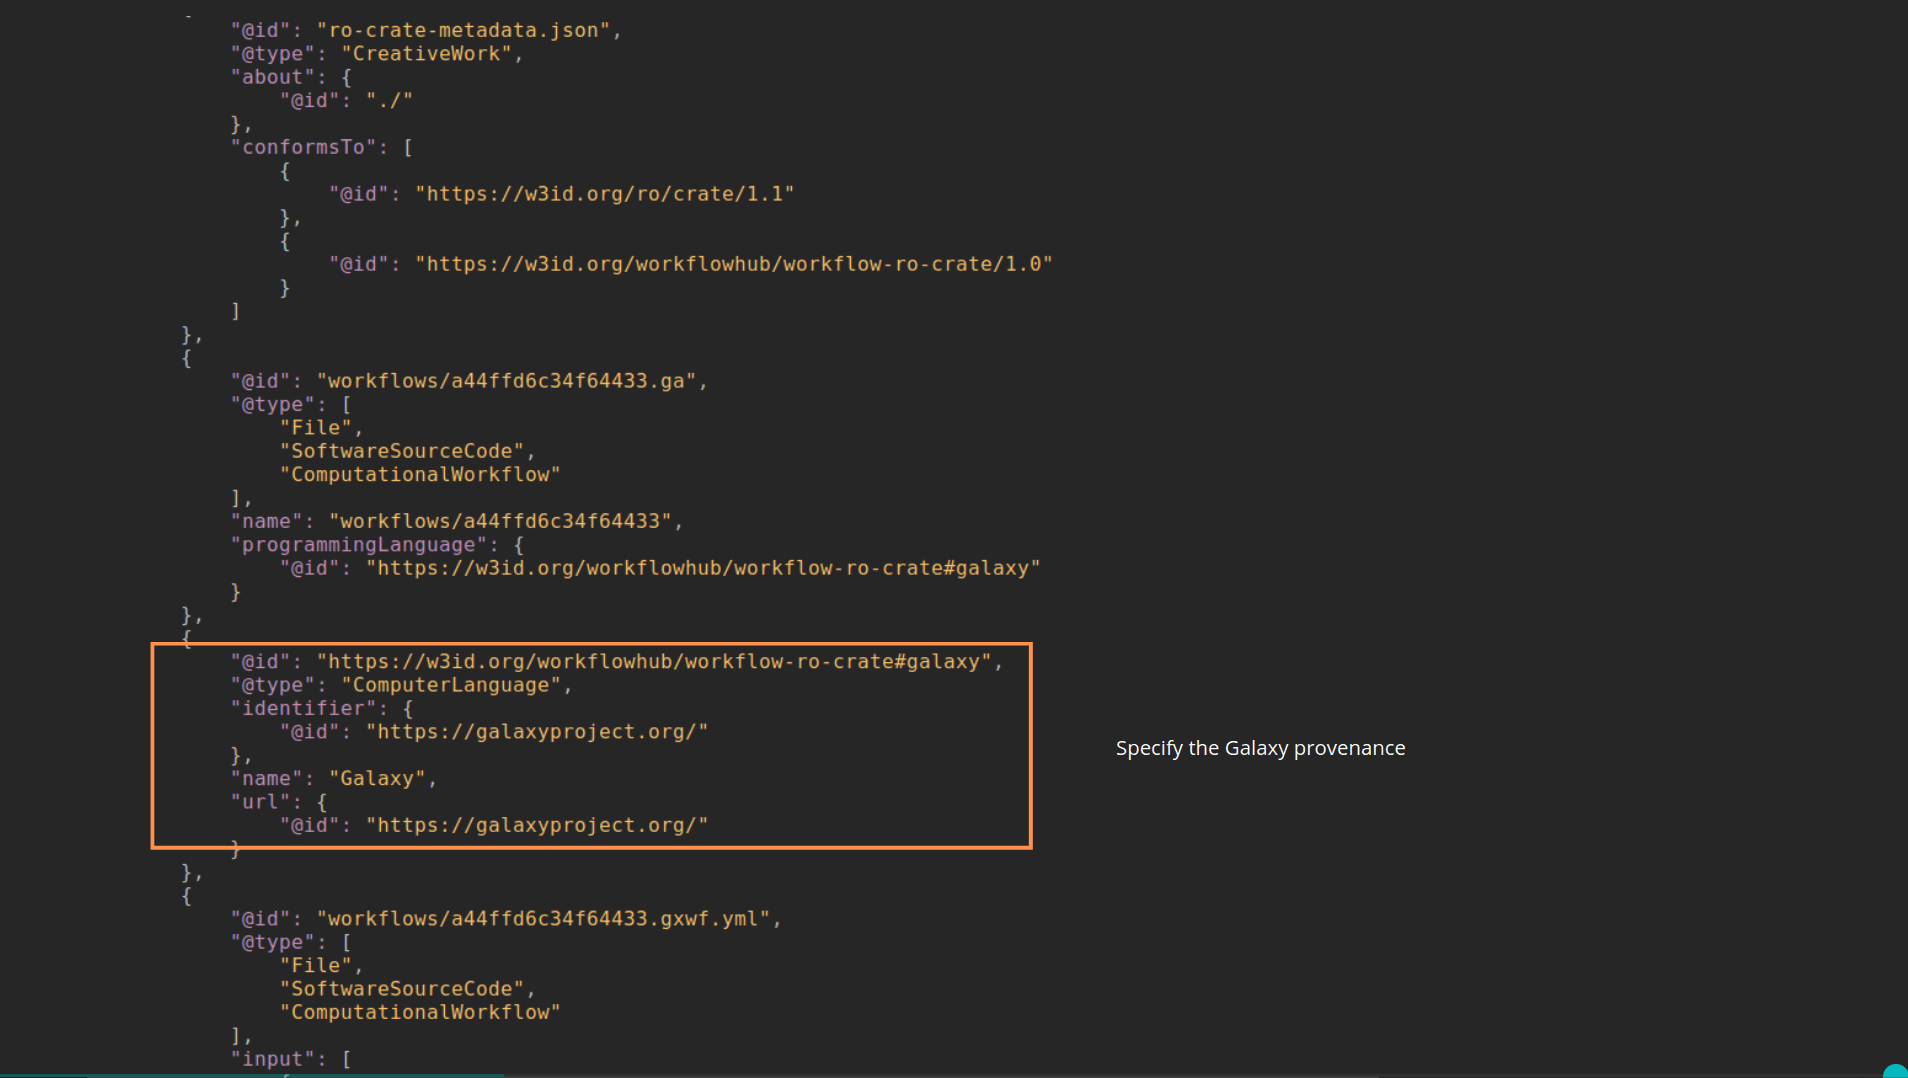 "@id": "ro-crate-metadata.json",
"@type": "CreativeWork",
"about": {
"@id": "./"
},
"conformsTo": [
{
"@id": "https://w3id.org/ro/crate/1.1"
},
{
"@id": "https://w3id.org/workflowhub/workflow-ro-crate/1.0"
}
]
},
{
"@id": "workflows/a44ffd6c34f64433.ga",
"@type": [
"File",
"SoftwareSourceCode",
"ComputationalWorkflow"
],
"name": "workflows/a44ffd6c34f64433",
"programmingLanguage": {
"@id": "https://w3id.org/workflowhub/workflow-ro-crate#galaxy"
}
},
{
"@id": "https://w3id.org/workflowhub/workflow-ro-crate#galaxy",
"@type": "ComputerLanguage",
"identifier": {
"@id": "https://galaxyproject.org/"
},
"name": "Galaxy",
"url": {
"@id": "https://galaxyproject.org/"
}
},
{
"@id": "workflows/a44ffd6c34f64433.gxwf.yml",
"@type": [
"File",
"SoftwareSourceCode",
"ComputationalWorkflow"
],
"input": [
Specify the Galaxy provenance